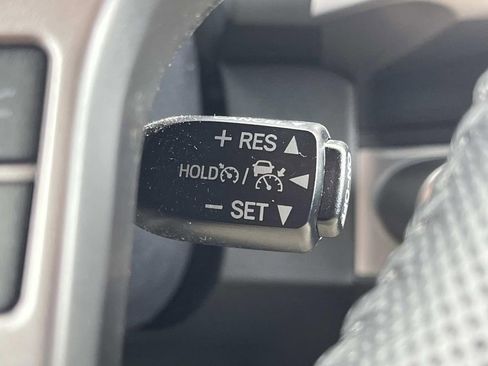 + RES ▲
HOLD / ◀
− SET ▼